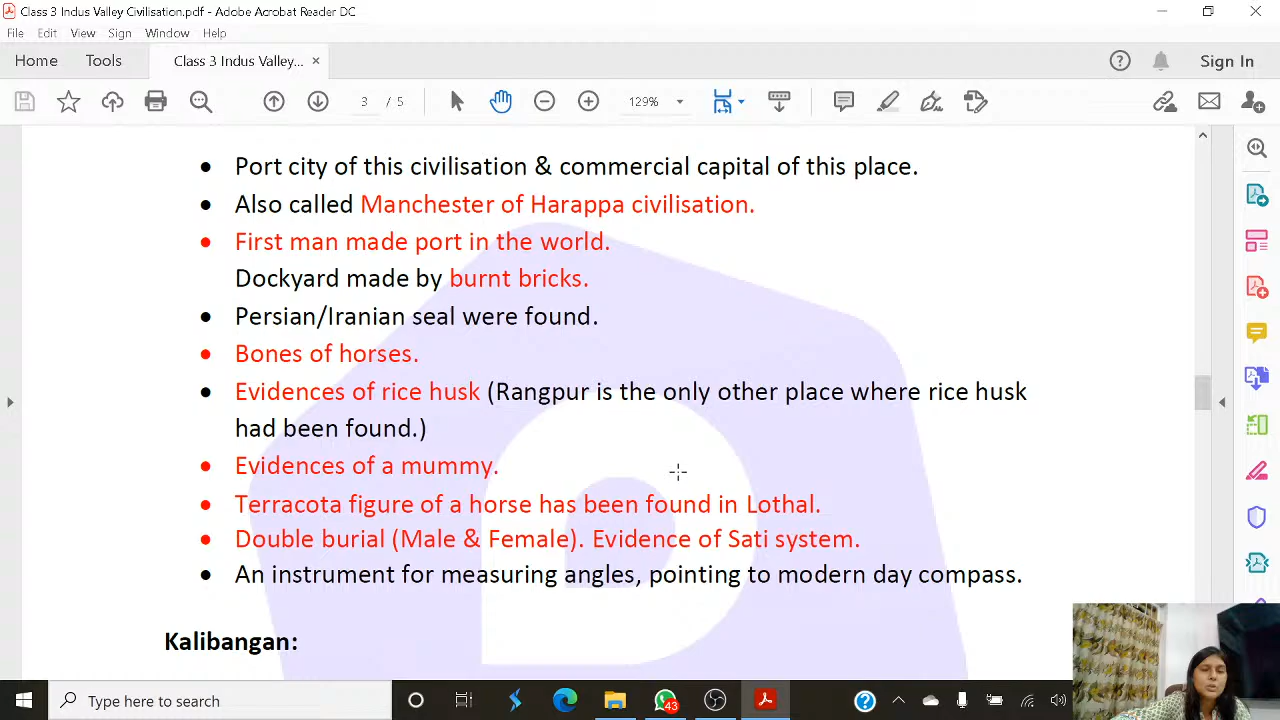 Class 3 Indus Valley Civilisation.pdf - Adobe Acrobat Reader DC
File Edit View Sign Window Help
Home Tools Class 3 Indus Valley... × Sign In
3 / 5 129%
• Port city of this civilisation & commercial capital of this place.
• Also called Manchester of Harappa civilisation.
• First man made port in the world.
Dockyard made by burnt bricks.
• Persian/Iranian seal were found.
• Bones of horses.
• Evidences of rice husk (Rangpur is the only other place where rice husk
had been found.)
• Evidences of a mummy.
• Terracota figure of a horse has been found in Lothal.
• Double burial (Male & Female). Evidence of Sati system.
• An instrument for measuring angles, pointing to modern day compass.
Kalibangan:
Type here to search
43